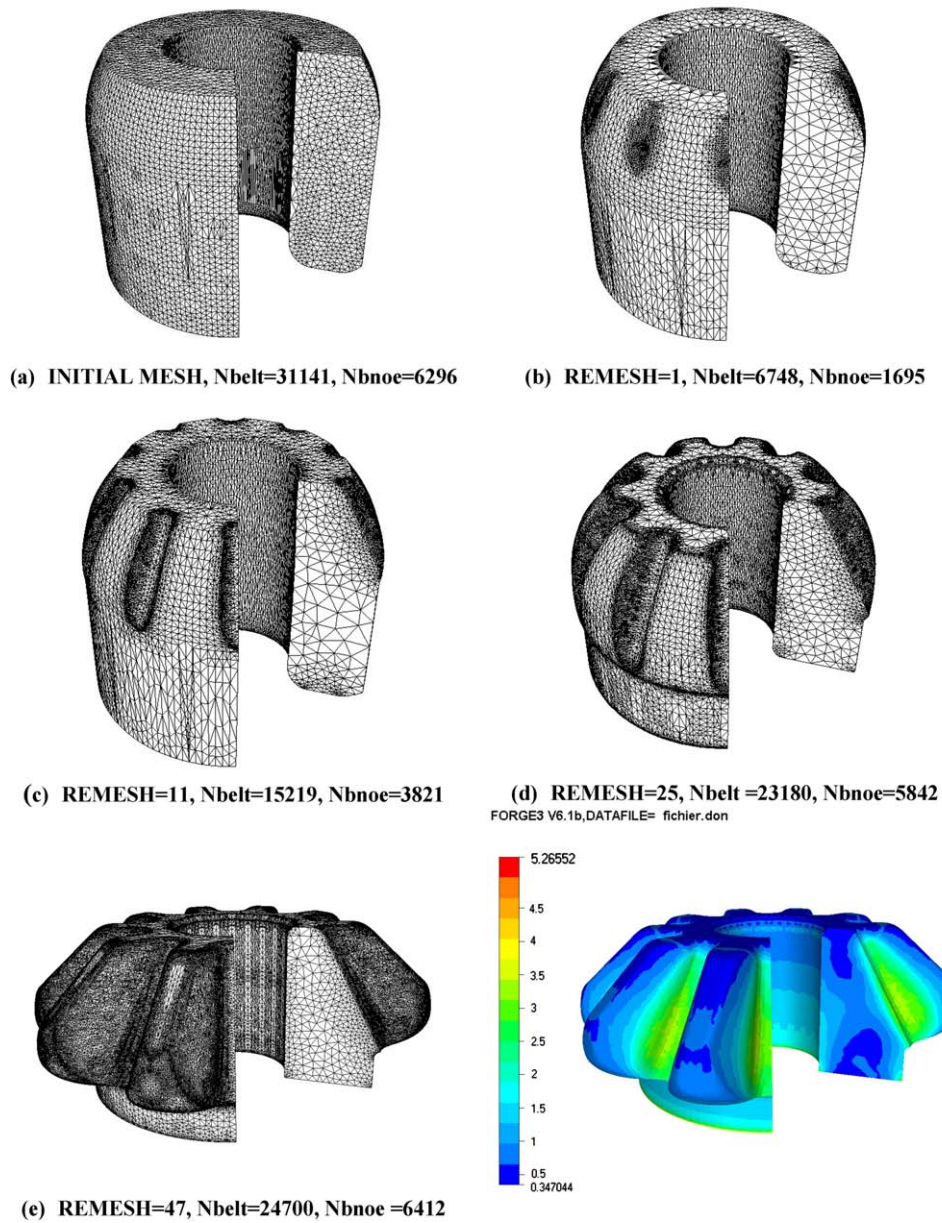 (a) INITIAL MESH, Nbelt=31141, Nbnoe=6296
(b) REMESH=1, Nbelt=6748, Nbnoe=1695
(c) REMESH=11, Nbelt=15219, Nbnoe=3821
(d) REMESH=25, Nbelt =23180, Nbnoe=5842
FORGE3 V6.1b,DATAFILE= fichier.don
5.26552
4.5
4
3.5
3
2.5
2
1.5
1
0.5
0.347044
(e) REMESH=47, Nbelt=24700, Nbnoe =6412